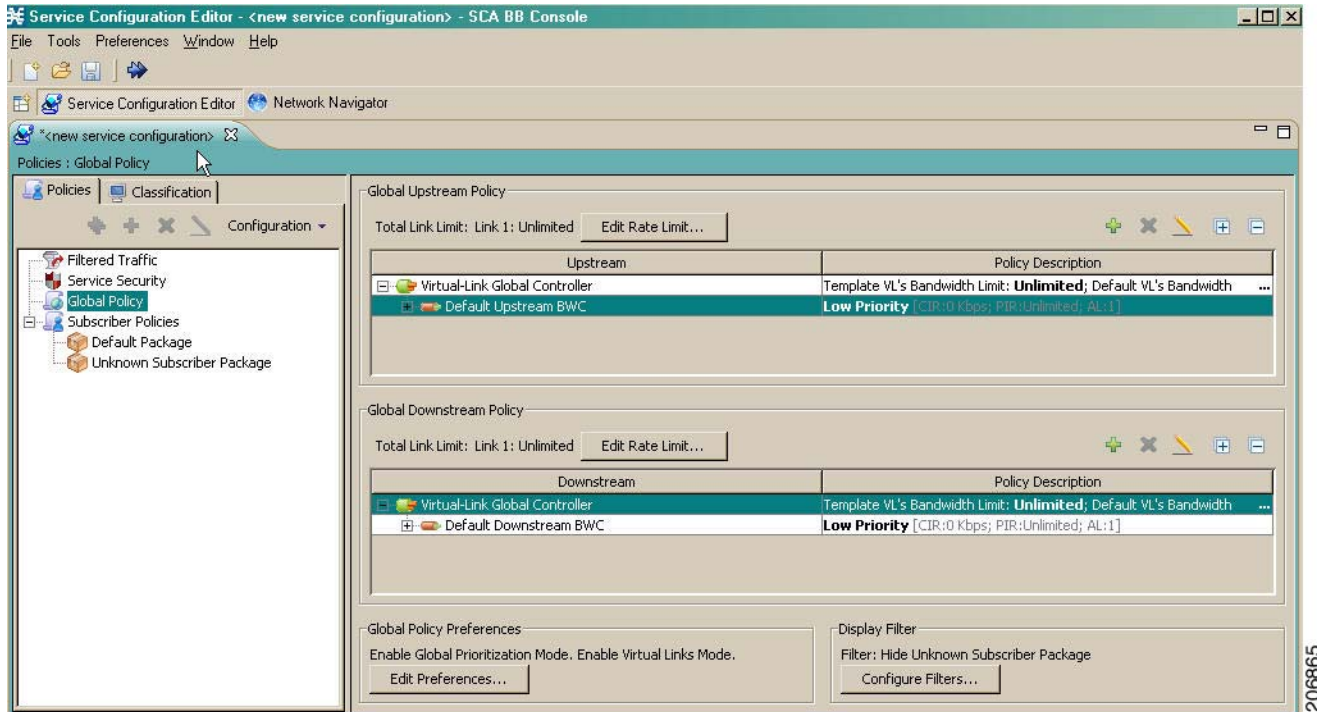 Service Configuration Editor - <new service configuration> - SCA BB Console
File Tools Preferences Window Help
Service Configuration Editor Network Navigator
*<new service configuration>
Policies : Global Policy
Policies Classification
Configuration
Filtered Traffic
Service Security
Global Policy
Subscriber Policies
Default Package
Unknown Subscriber Package
Global Upstream Policy
Total Link Limit: Link 1: Unlimited Edit Rate Limit...
Upstream Policy Description
Virtual-Link Global Controller Template VL's Bandwidth Limit: Unlimited; Default VL's Bandwidth ...
Default Upstream BWC Low Priority [CIR:0 Kbps; PIR:Unlimited; AL:1]
Global Downstream Policy
Total Link Limit: Link 1: Unlimited Edit Rate Limit...
Downstream Policy Description
Virtual-Link Global Controller Template VL's Bandwidth Limit: Unlimited; Default VL's Bandwidth ...
Default Downstream BWC Low Priority [CIR:0 Kbps; PIR:Unlimited; AL:1]
Global Policy Preferences
Enable Global Prioritization Mode. Enable Virtual Links Mode.
Edit Preferences...
Display Filter
Filter: Hide Unknown Subscriber Package
Configure Filters...
206865